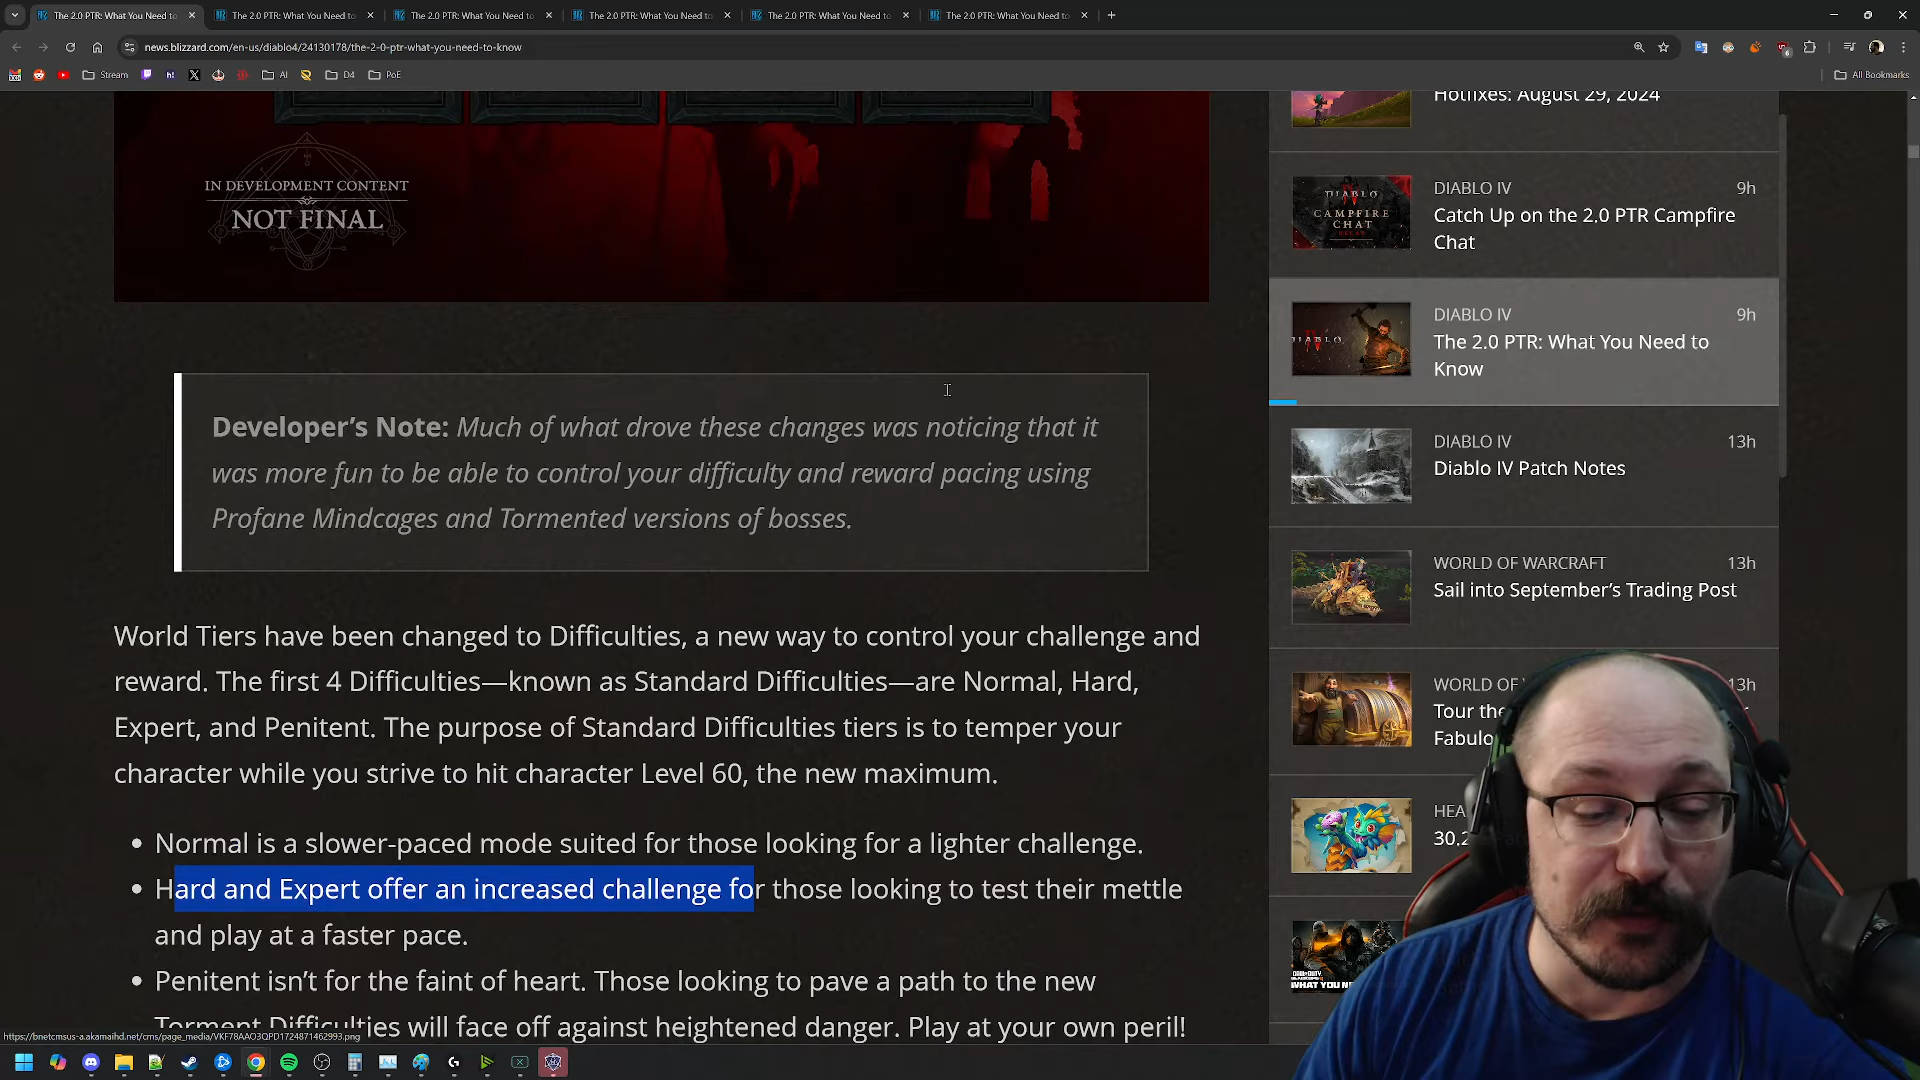 The 2.0 PTR: What You Need to
The 2.0 PTR: What You Need to
The 2.0 PTR: What You Need to
The 2.0 PTR: What You Need to
The 2.0 PTR: What You Need to
The 2.0 PTR: What You Need to
news.blizzard.com/en-us/diablo4/24130178/the-2-0-ptr-what-you-need-to-know
Stream
AI
D4
PoE
All Bookmarks
IN DEVELOPMENT CONTENT
NOT FINAL
Developer’s Note: Much of what drove these changes was noticing that it
was more fun to be able to control your difficulty and reward pacing using
Profane Mindcages and Tormented versions of bosses.
World Tiers have been changed to Difficulties, a new way to control your challenge and
reward. The first 4 Difficulties—known as Standard Difficulties—are Normal, Hard,
Expert, and Penitent. The purpose of Standard Difficulties tiers is to temper your
character while you strive to hit character Level 60, the new maximum.
• Normal is a slower-paced mode suited for those looking for a lighter challenge.
• Hard and Expert offer an increased challenge for those looking to test their mettle
and play at a faster pace.
• Penitent isn’t for the faint of heart. Those looking to pave a path to the new
Torment Difficulties will face off against heightened danger. Play at your own peril!
https://bnetcmsus-a.akamaihd.net/cms/page_media/VKF78AAO3QPD1724871462993.png
Hotfixes: August 29, 2024
DIABLO IV 9h
Catch Up on the 2.0 PTR Campfire
Chat
DIABLO
CAMPFIRE
CHAT
DIABLO IV 9h
The 2.0 PTR: What You Need to
Know
DIABLO
DIABLO IV 13h
Diablo IV Patch Notes
WORLD OF WARCRAFT 13h
Sail into September’s Trading Post
WORLD OF 13h
Tour the
Fabulo
HEA
30.2
WHAT YOU NE